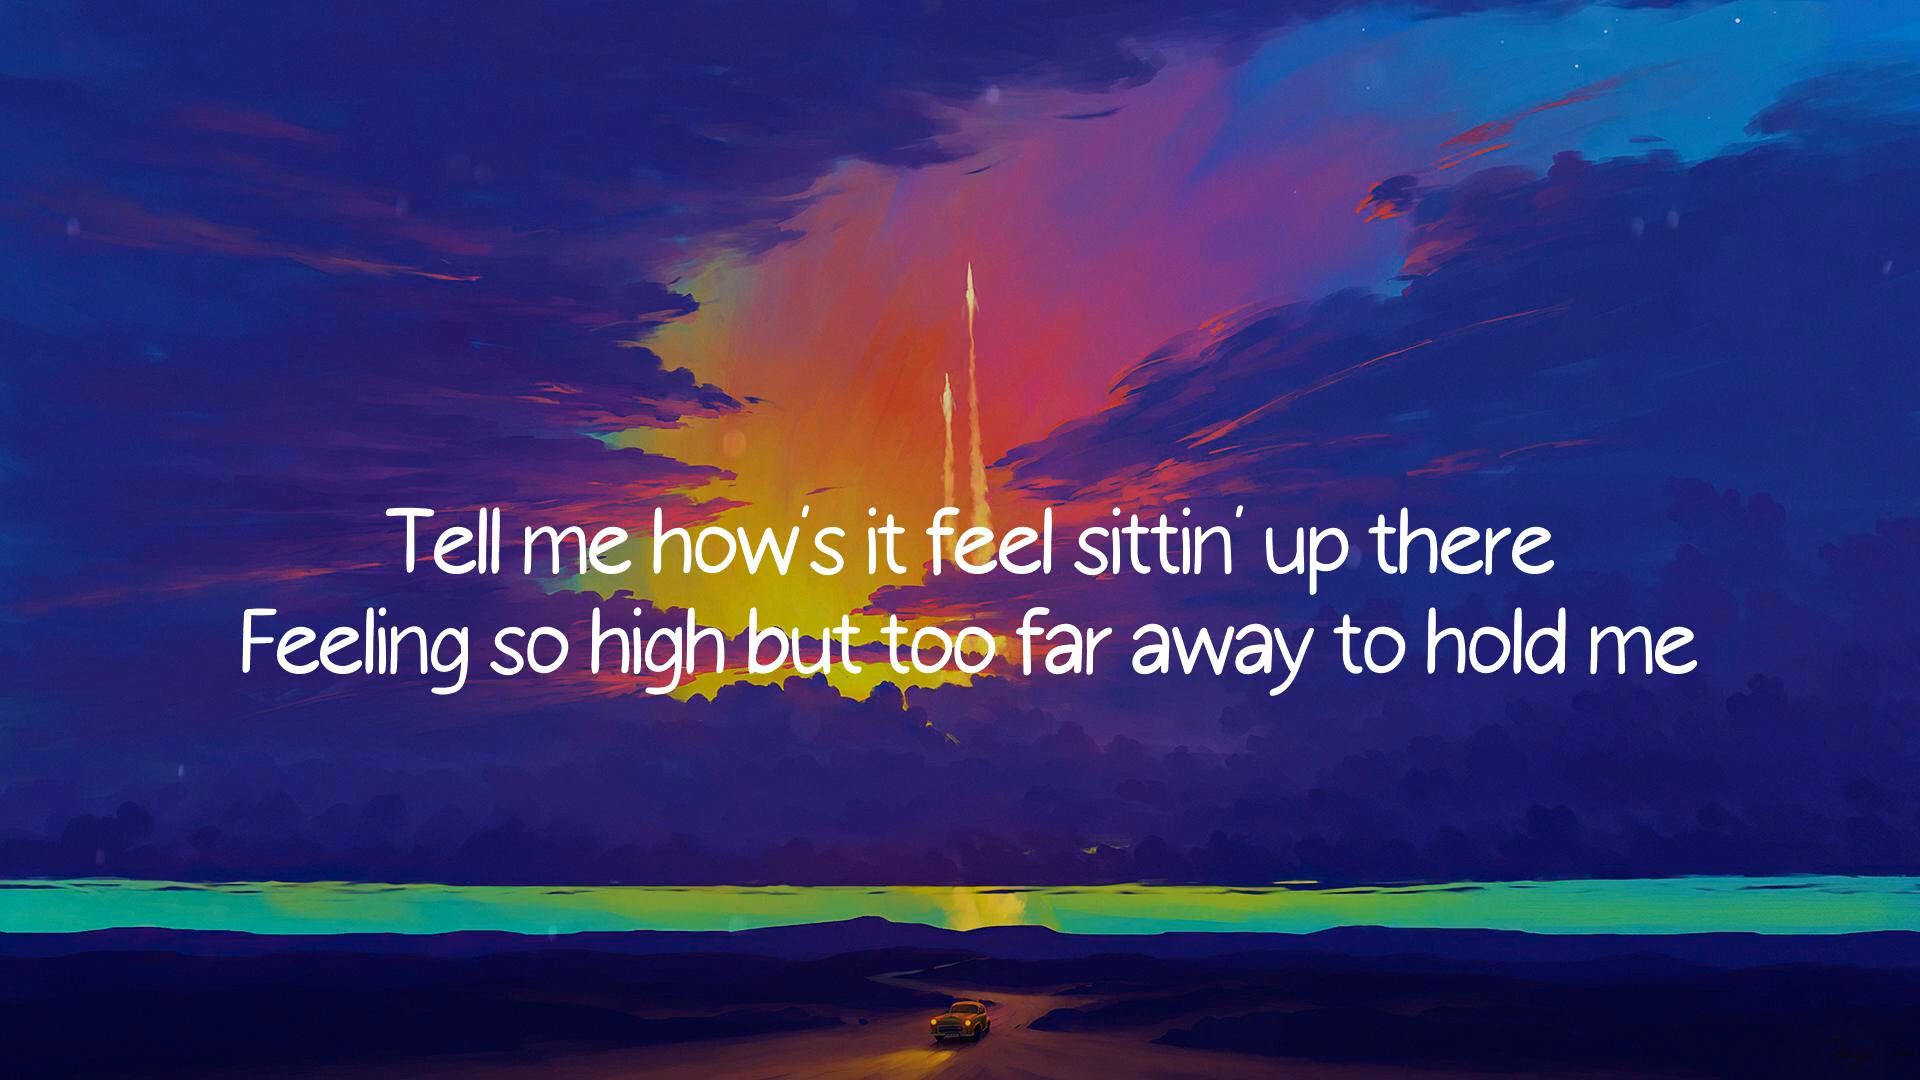 Tell me how's it feel sittin' up there
Feeling so high but too far away to hold me